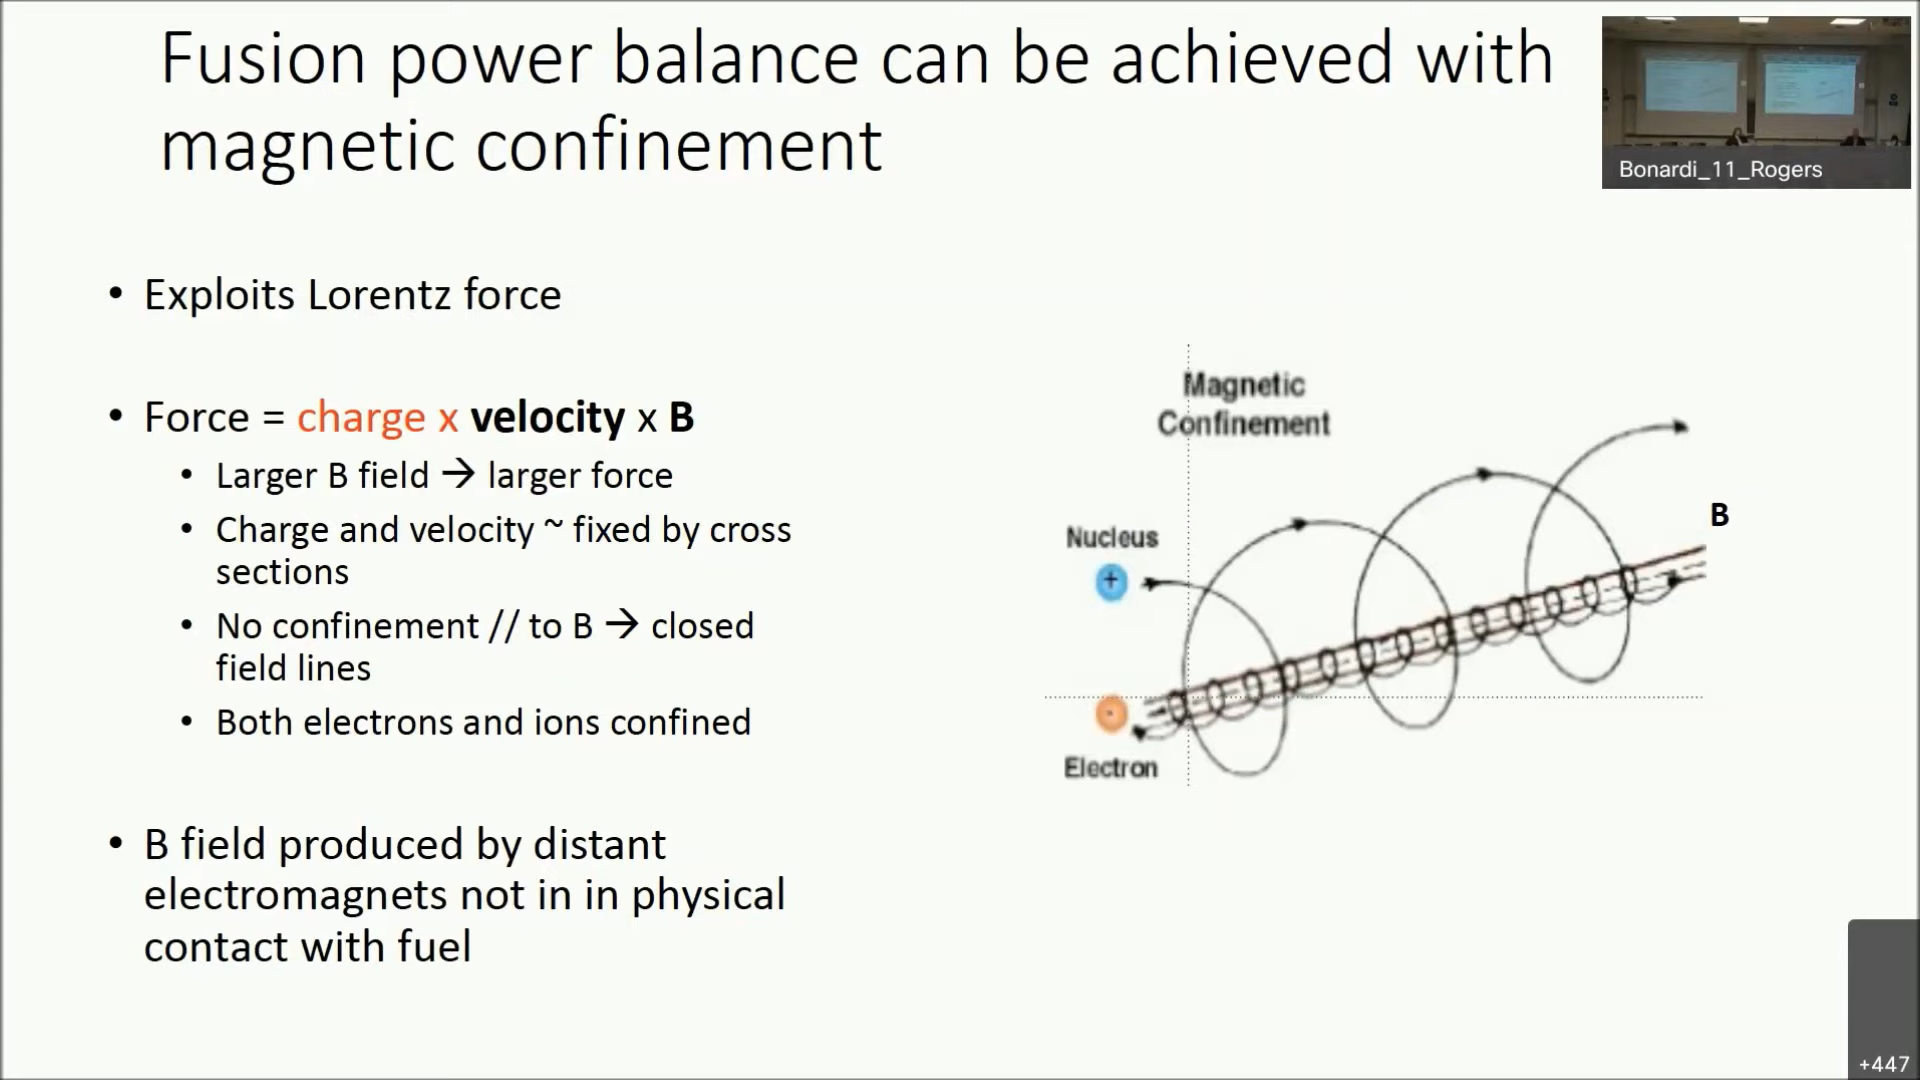 Fusion power balance can be achieved with
magnetic confinement
Bonardi_11_Rogers
• Exploits Lorentz force
• Force = charge x velocity x B
• Larger B field → larger force
• Charge and velocity ~ fixed by cross
sections
• No confinement // to B → closed
field lines
• Both electrons and ions confined
• B field produced by distant
electromagnets not in in physical
contact with fuel
Magnetic
Confinement
Nucleus
+
B
-
Electron
+447